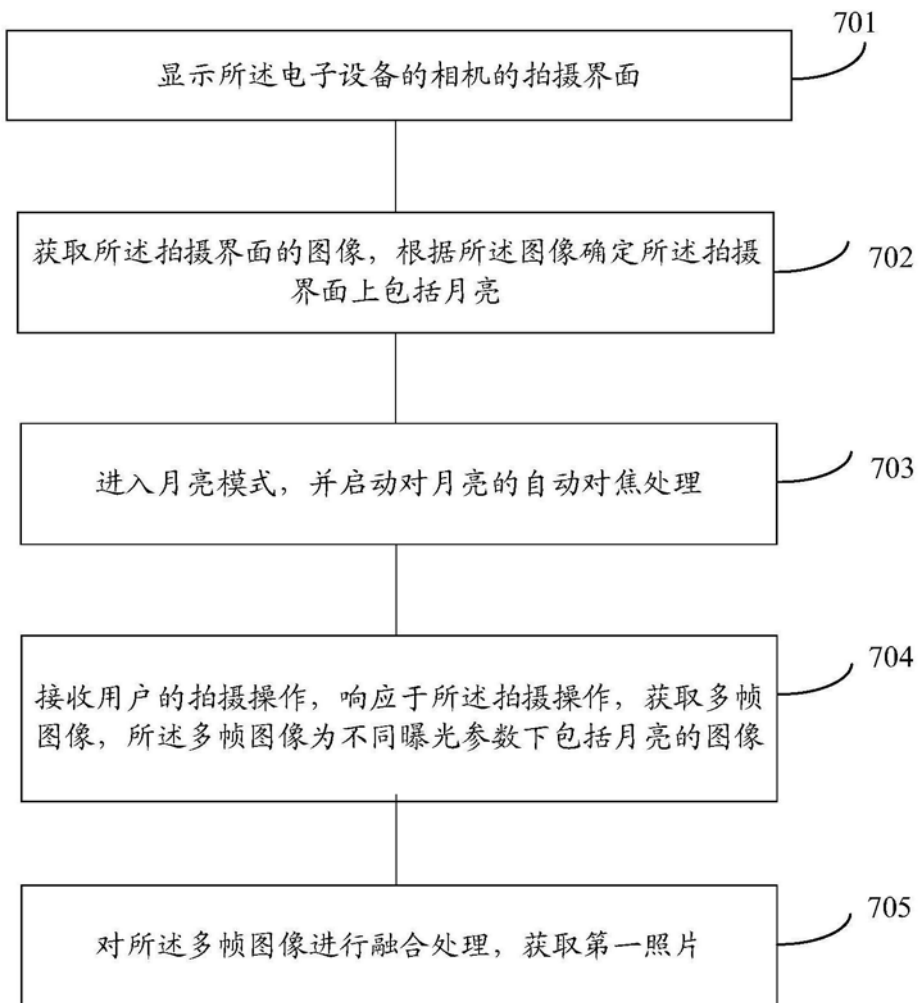 701
显示所述电子设备的相机的拍摄界面
获取所述拍摄界面的图像，根据所述图像确定所述拍摄
界面上包括月亮
702
进入月亮模式，并启动对月亮的自动对焦处理
703
接收用户的拍摄操作，响应于所述拍摄操作，获取多帧
图像，所述多帧图像为不同曝光参数下包括月亮的图像
704
对所述多帧图像进行融合处理，获取第一照片
705